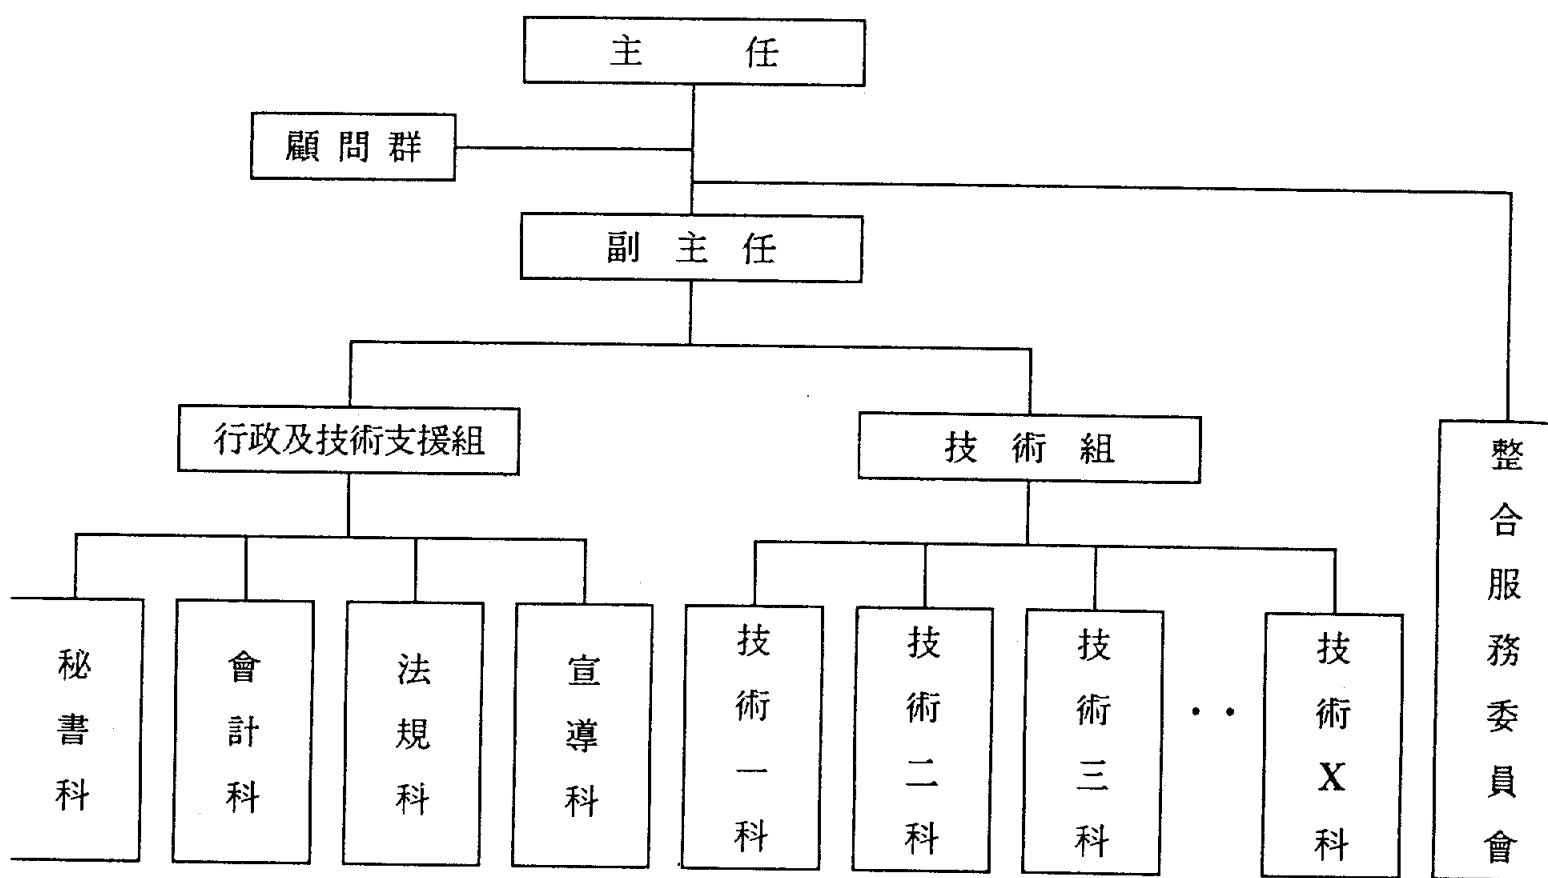 主任
顧問群
副主任
行政及技術支援組
技術組
整合服務委員會
秘書科
會計科
法規科
宣導科
技術一科
技術二科
技術三科
‧‧
技術X科